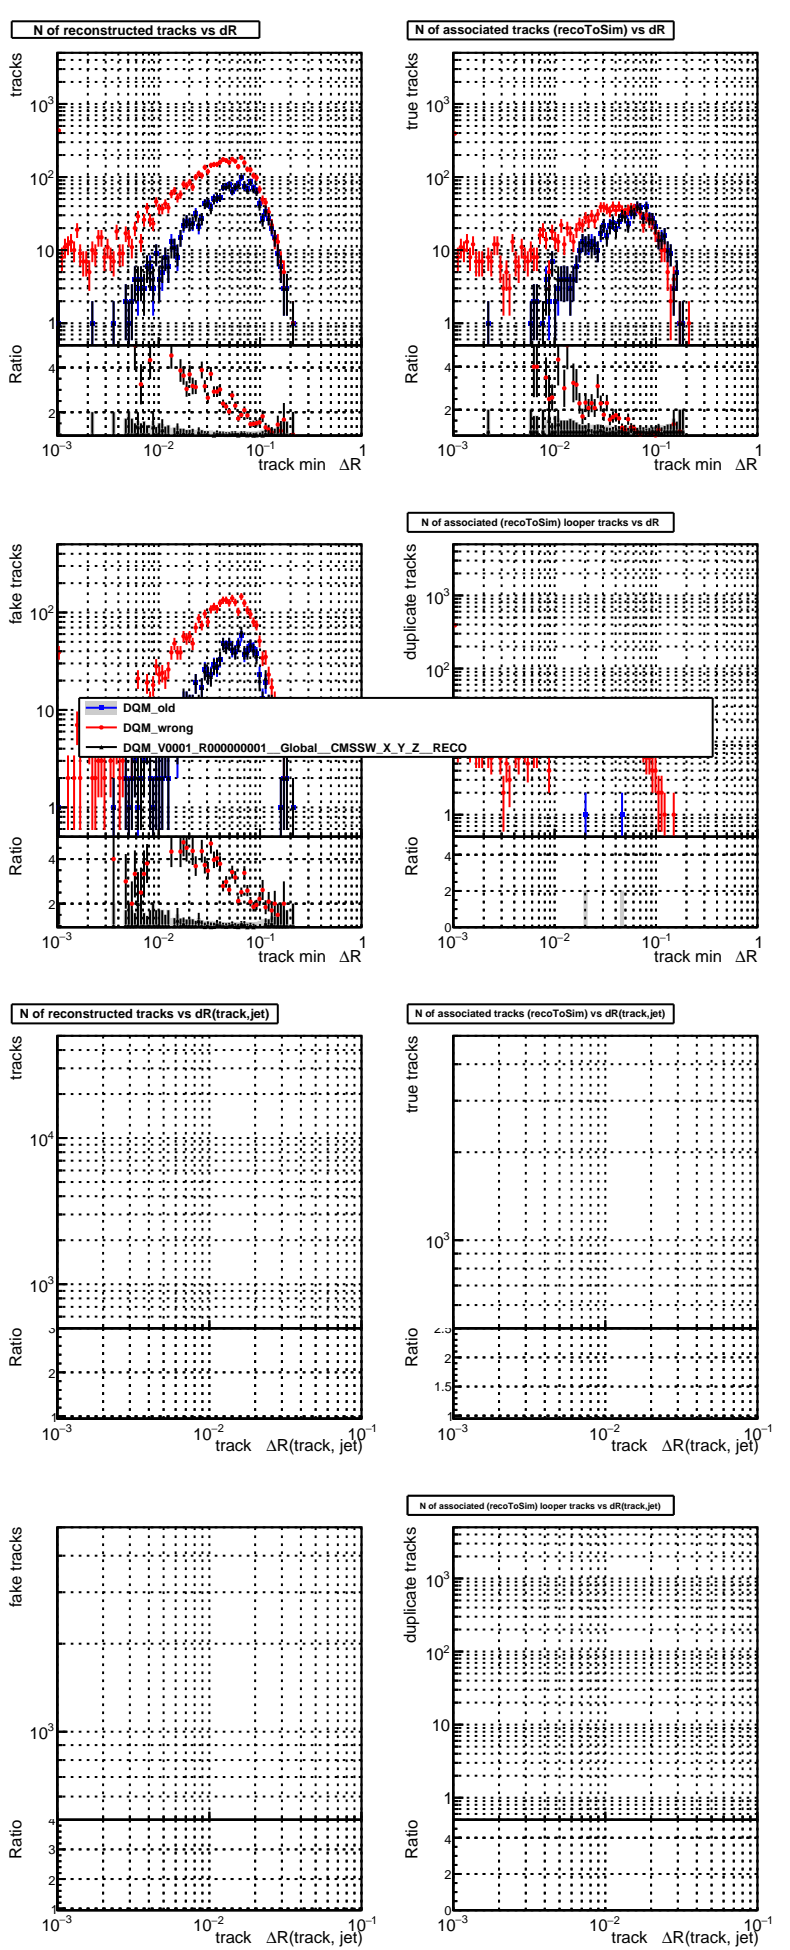 N of reconstructed tracks vs dR
tracks
10³
10²
10
1
Ratio
4
2
10⁻³ 10⁻² 10⁻¹ 1
track min ΔR
N of associated tracks (recoToSim) vs dR
true tracks
10³
10²
10
1
Ratio
4
2
10⁻³ 10⁻² 10⁻¹ 1
track min ΔR
fake tracks
10²
10
1
Ratio
4
2
10⁻³ 10⁻² 10⁻¹ 1
track min ΔR
N of associated (recoToSim) looper tracks vs dR
duplicate tracks
10³
10²
1
Ratio
4
2
0
10⁻³ 10⁻² 10⁻¹ 1
track min ΔR
DQM_old
DQM_wrong
DQM_V0001_R000000001__Global__CMSSW_X_Y_Z__RECO
N of reconstructed tracks vs dR(track,jet)
tracks
10⁴
10³
Ratio
3
2
1
10⁻³ 10⁻² 10⁻¹
track ΔR(track, jet)
N of associated tracks (recoToSim) vs dR(track,jet)
true tracks
10³
Ratio
2.5
2
1.5
1
10⁻³ 10⁻² 10⁻¹
track ΔR(track, jet)
fake tracks
10³
Ratio
4
3
2
1
10⁻³ 10⁻² 10⁻¹
track ΔR(track, jet)
N of associated (recoToSim) looper tracks vs dR(track,jet)
duplicate tracks
10³
10²
10
1
Ratio
4
2
0
10⁻³ 10⁻² 10⁻¹
track ΔR(track, jet)